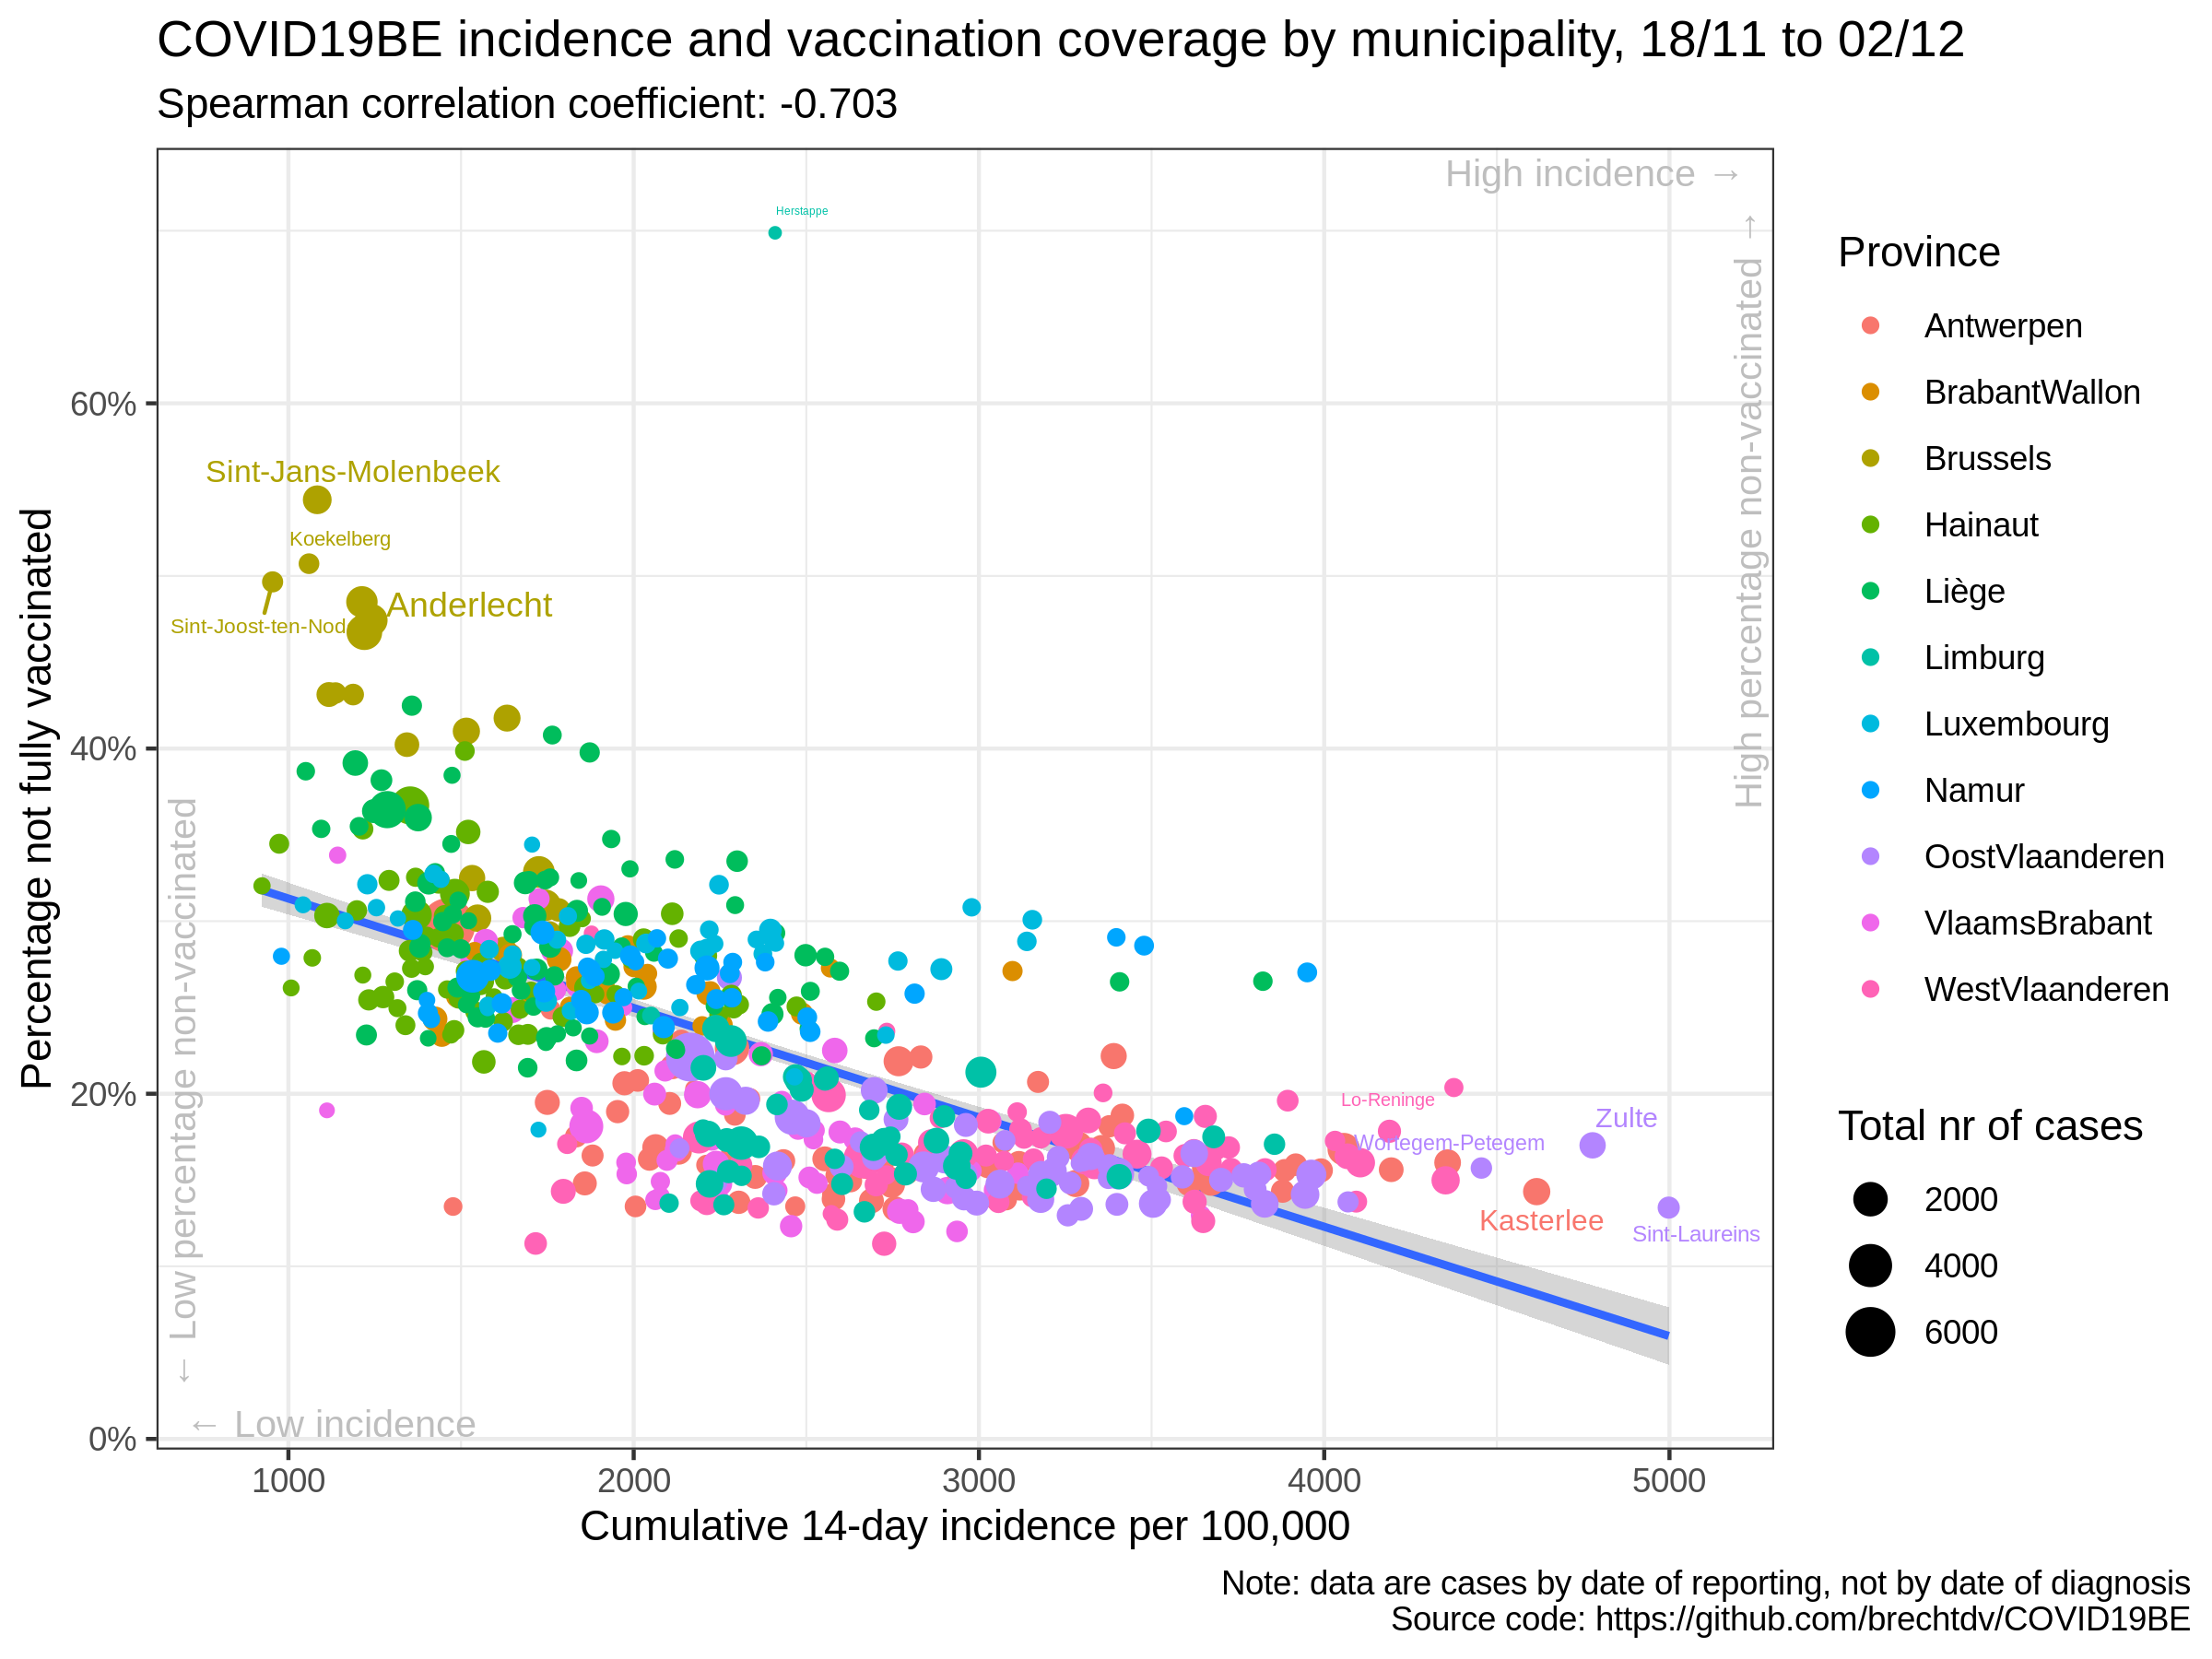 COVID19BE incidence and vaccination coverage by municipality, 18/11 to 02/12
Spearman correlation coefficient: -0.703
High incidence →
High percentage non-vaccinated →
← Low percentage non-vaccinated
← Low incidence
Herstappe
Sint-Jans-Molenbeek
Koekelberg
Anderlecht
Sint-Joost-ten-Nod
Lo-Reninge
Zulte
Wortegem-Petegem
Kasterlee
Sint-Laureins
Percentage not fully vaccinated
60%
40%
20%
0%
1000 2000 3000 4000 5000
Cumulative 14-day incidence per 100,000
Province
Antwerpen
BrabantWallon
Brussels
Hainaut
Liège
Limburg
Luxembourg
Namur
OostVlaanderen
VlaamsBrabant
WestVlaanderen
Total nr of cases
2000
4000
6000
Note: data are cases by date of reporting, not by date of diagnosis
Source code: https://github.com/brechtdv/COVID19BE